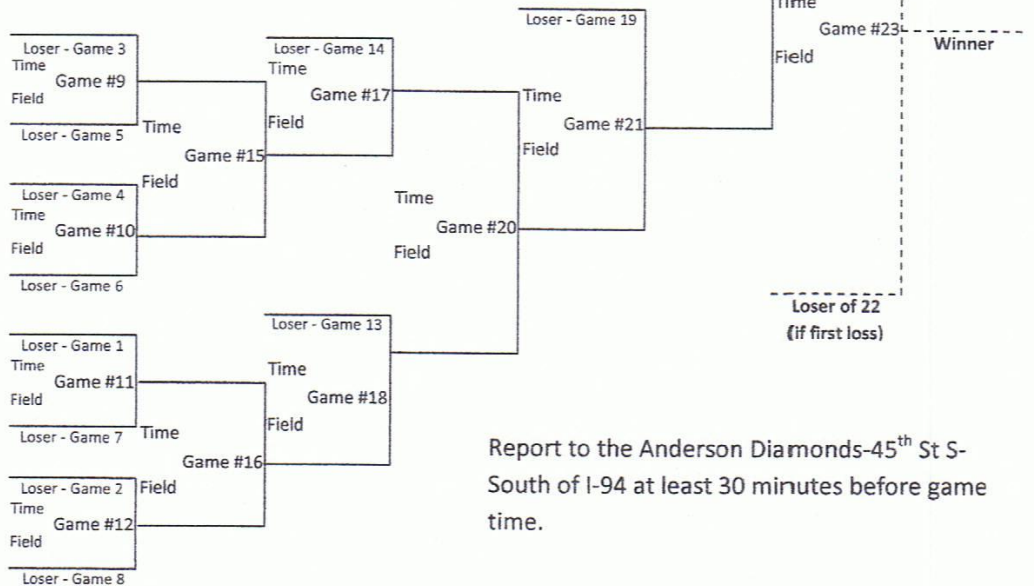 Time
Game #23
Winner
Field
Loser - Game 19
Loser - Game 3
Time
Game #9
Field
Loser - Game 5
Loser - Game 14
Time
Game #17
Field
Time
Game #15
Field
Time
Game #21
Field
Loser - Game 4
Time
Game #10
Field
Loser - Game 6
Time
Game #20
Field
Loser of 22
(if first loss)
Loser - Game 13
Time
Game #18
Field
Loser - Game 1
Time
Game #11
Field
Loser - Game 7
Time
Game #16
Field
Loser - Game 2
Time
Game #12
Field
Loser - Game 8
Report to the Anderson Diamonds-45th St S-
South of I-94 at least 30 minutes before game
time.